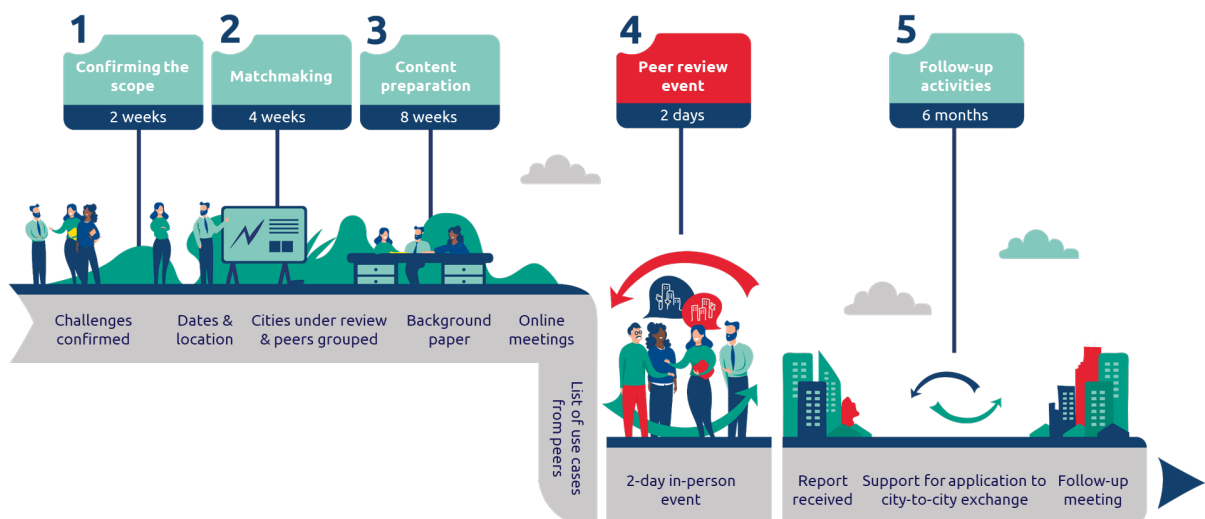 1
Confirming the
scope
2 weeks
2
Matchmaking
4 weeks
3
Content
preparation
8 weeks
4
Peer review
event
2 days
5
Follow-up
activities
6 months
Challenges
confirmed
Dates &
location
Cities under review
& peers grouped
Background
paper
Online
meetings
List of use cases
from peers
2-day in-person
event
Report
received
Support for application to
city-to-city exchange
Follow-up
meeting